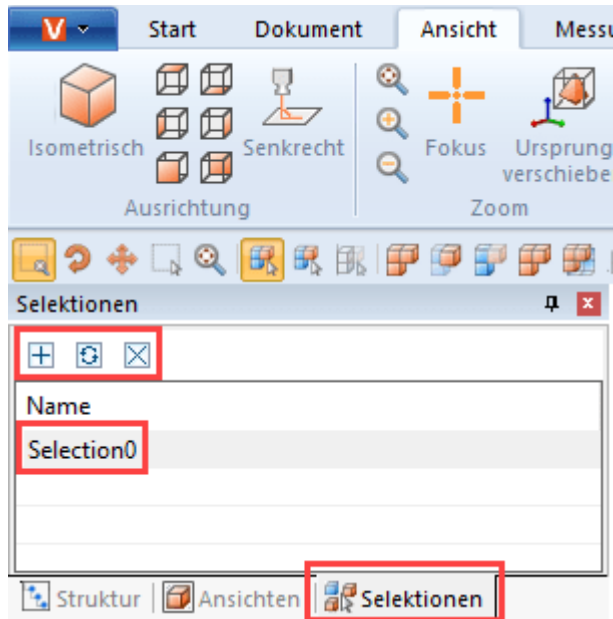 V Start Dokument Ansicht Messu
Isometrisch Senkrecht Fokus Ursprung
verschiebe
Ausrichtung Zoom
Selektionen
Name
Selection0
Struktur Ansichten Selektionen